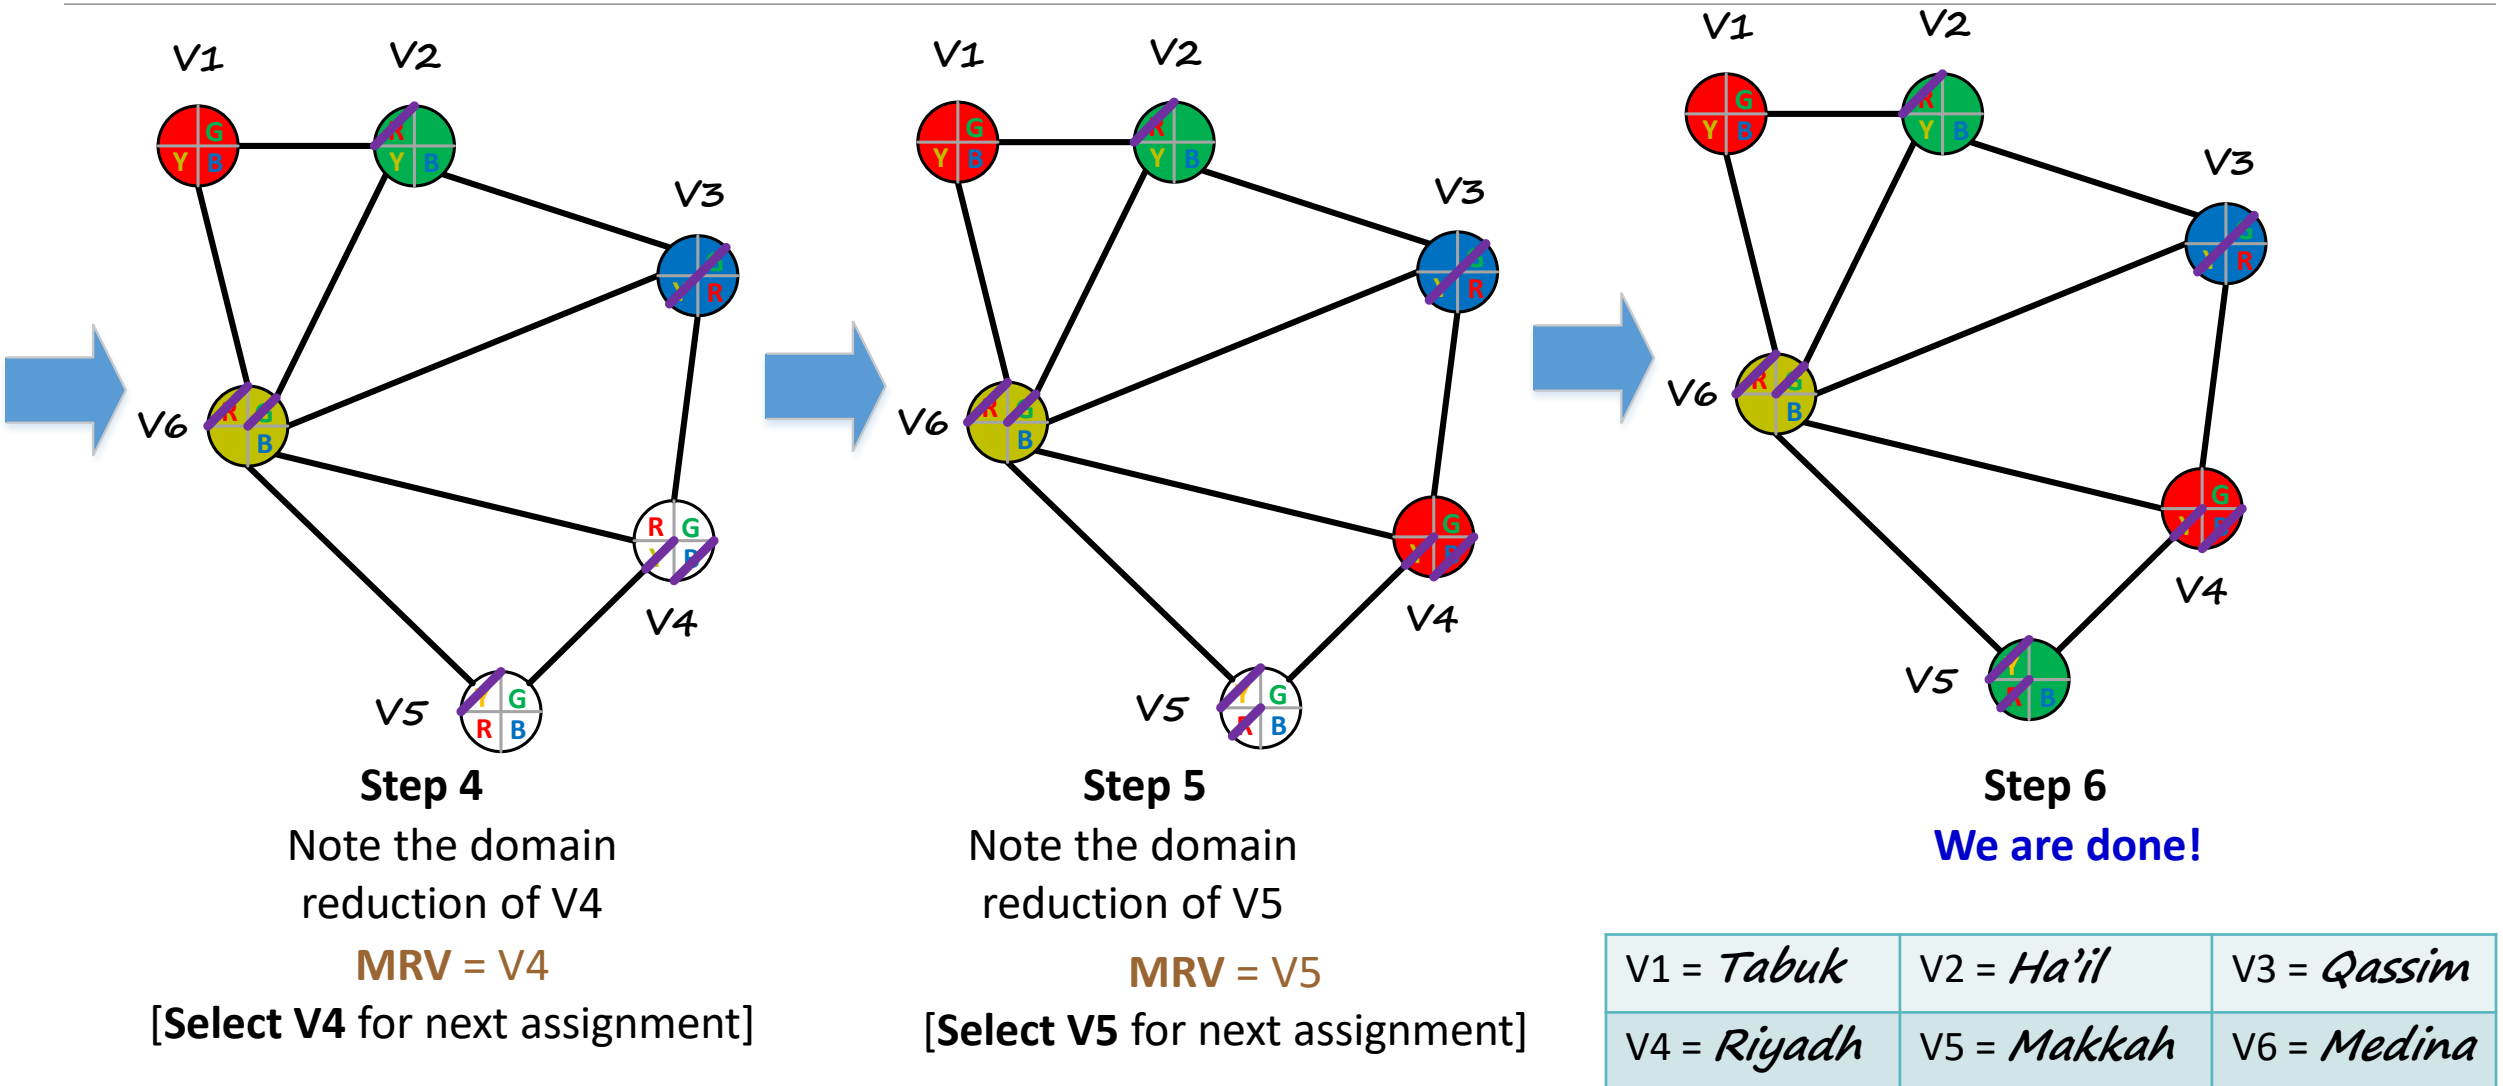 V1
V2
G
R
Y
B
Y
B
V3
G
Y
R
V6
R
G
B
R
G
Y
B
V4
V5
Y
G
R
B
Step 4
Note the domain
reduction of V4
MRV = V4
[Select V4 for next assignment]
V1
V2
G
R
Y
B
Y
B
V3
G
Y
R
V6
R
G
B
G
Y
B
V4
V5
Y
G
R
B
Step 5
Note the domain
reduction of V5
MRV = V5
[Select V5 for next assignment]
V1
V2
G
R
Y
B
Y
B
V3
G
Y
R
V6
R
G
B
G
Y
B
V4
V5
Y
R
B
Step 6
We are done!
V1 = Tabuk
V2 = Ha'il
V3 = Qassim
V4 = Riyadh
V5 = Makkah
V6 = Medina